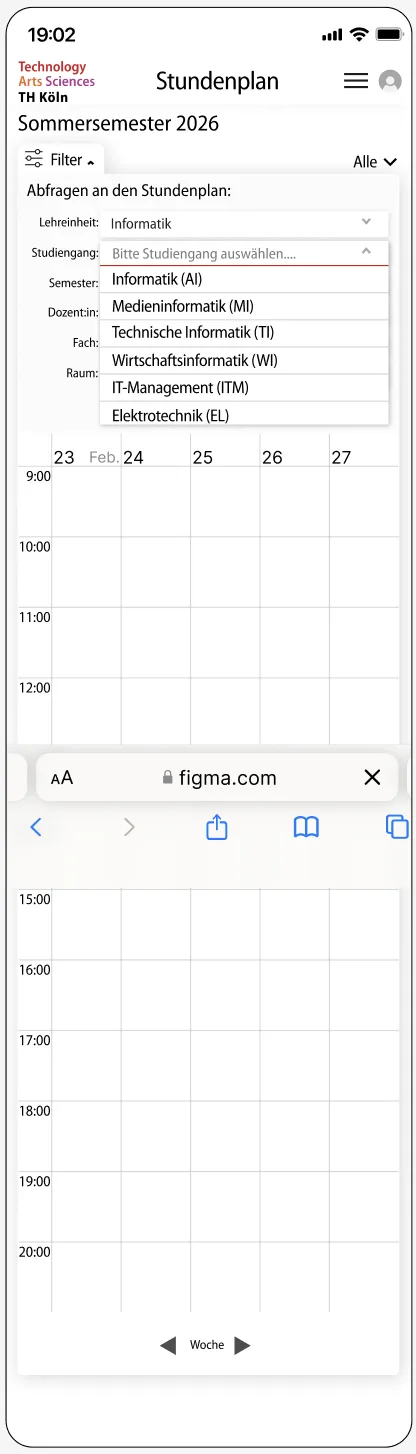 19:02
Technology
Arts Sciences
TH Köln
Stundenplan
Sommersemester 2026
Filter
Alle
Abfragen an den Stundenplan:
Lehreinheit: Informatik
Studiengang: Bitte Studiengang auswählen....
Semester: Informatik (AI)
Dozent:in: Medieninformatik (MI)
Technische Informatik (TI)
Fach:
Wirtschaftsinformatik (WI)
Raum: IT-Management (ITM)
Elektrotechnik (EL)
23 Feb. 24 25 26 27
9:00
10:00
11:00
12:00
AA figma.com
15:00
16:00
17:00
18:00
19:00
20:00
Woche